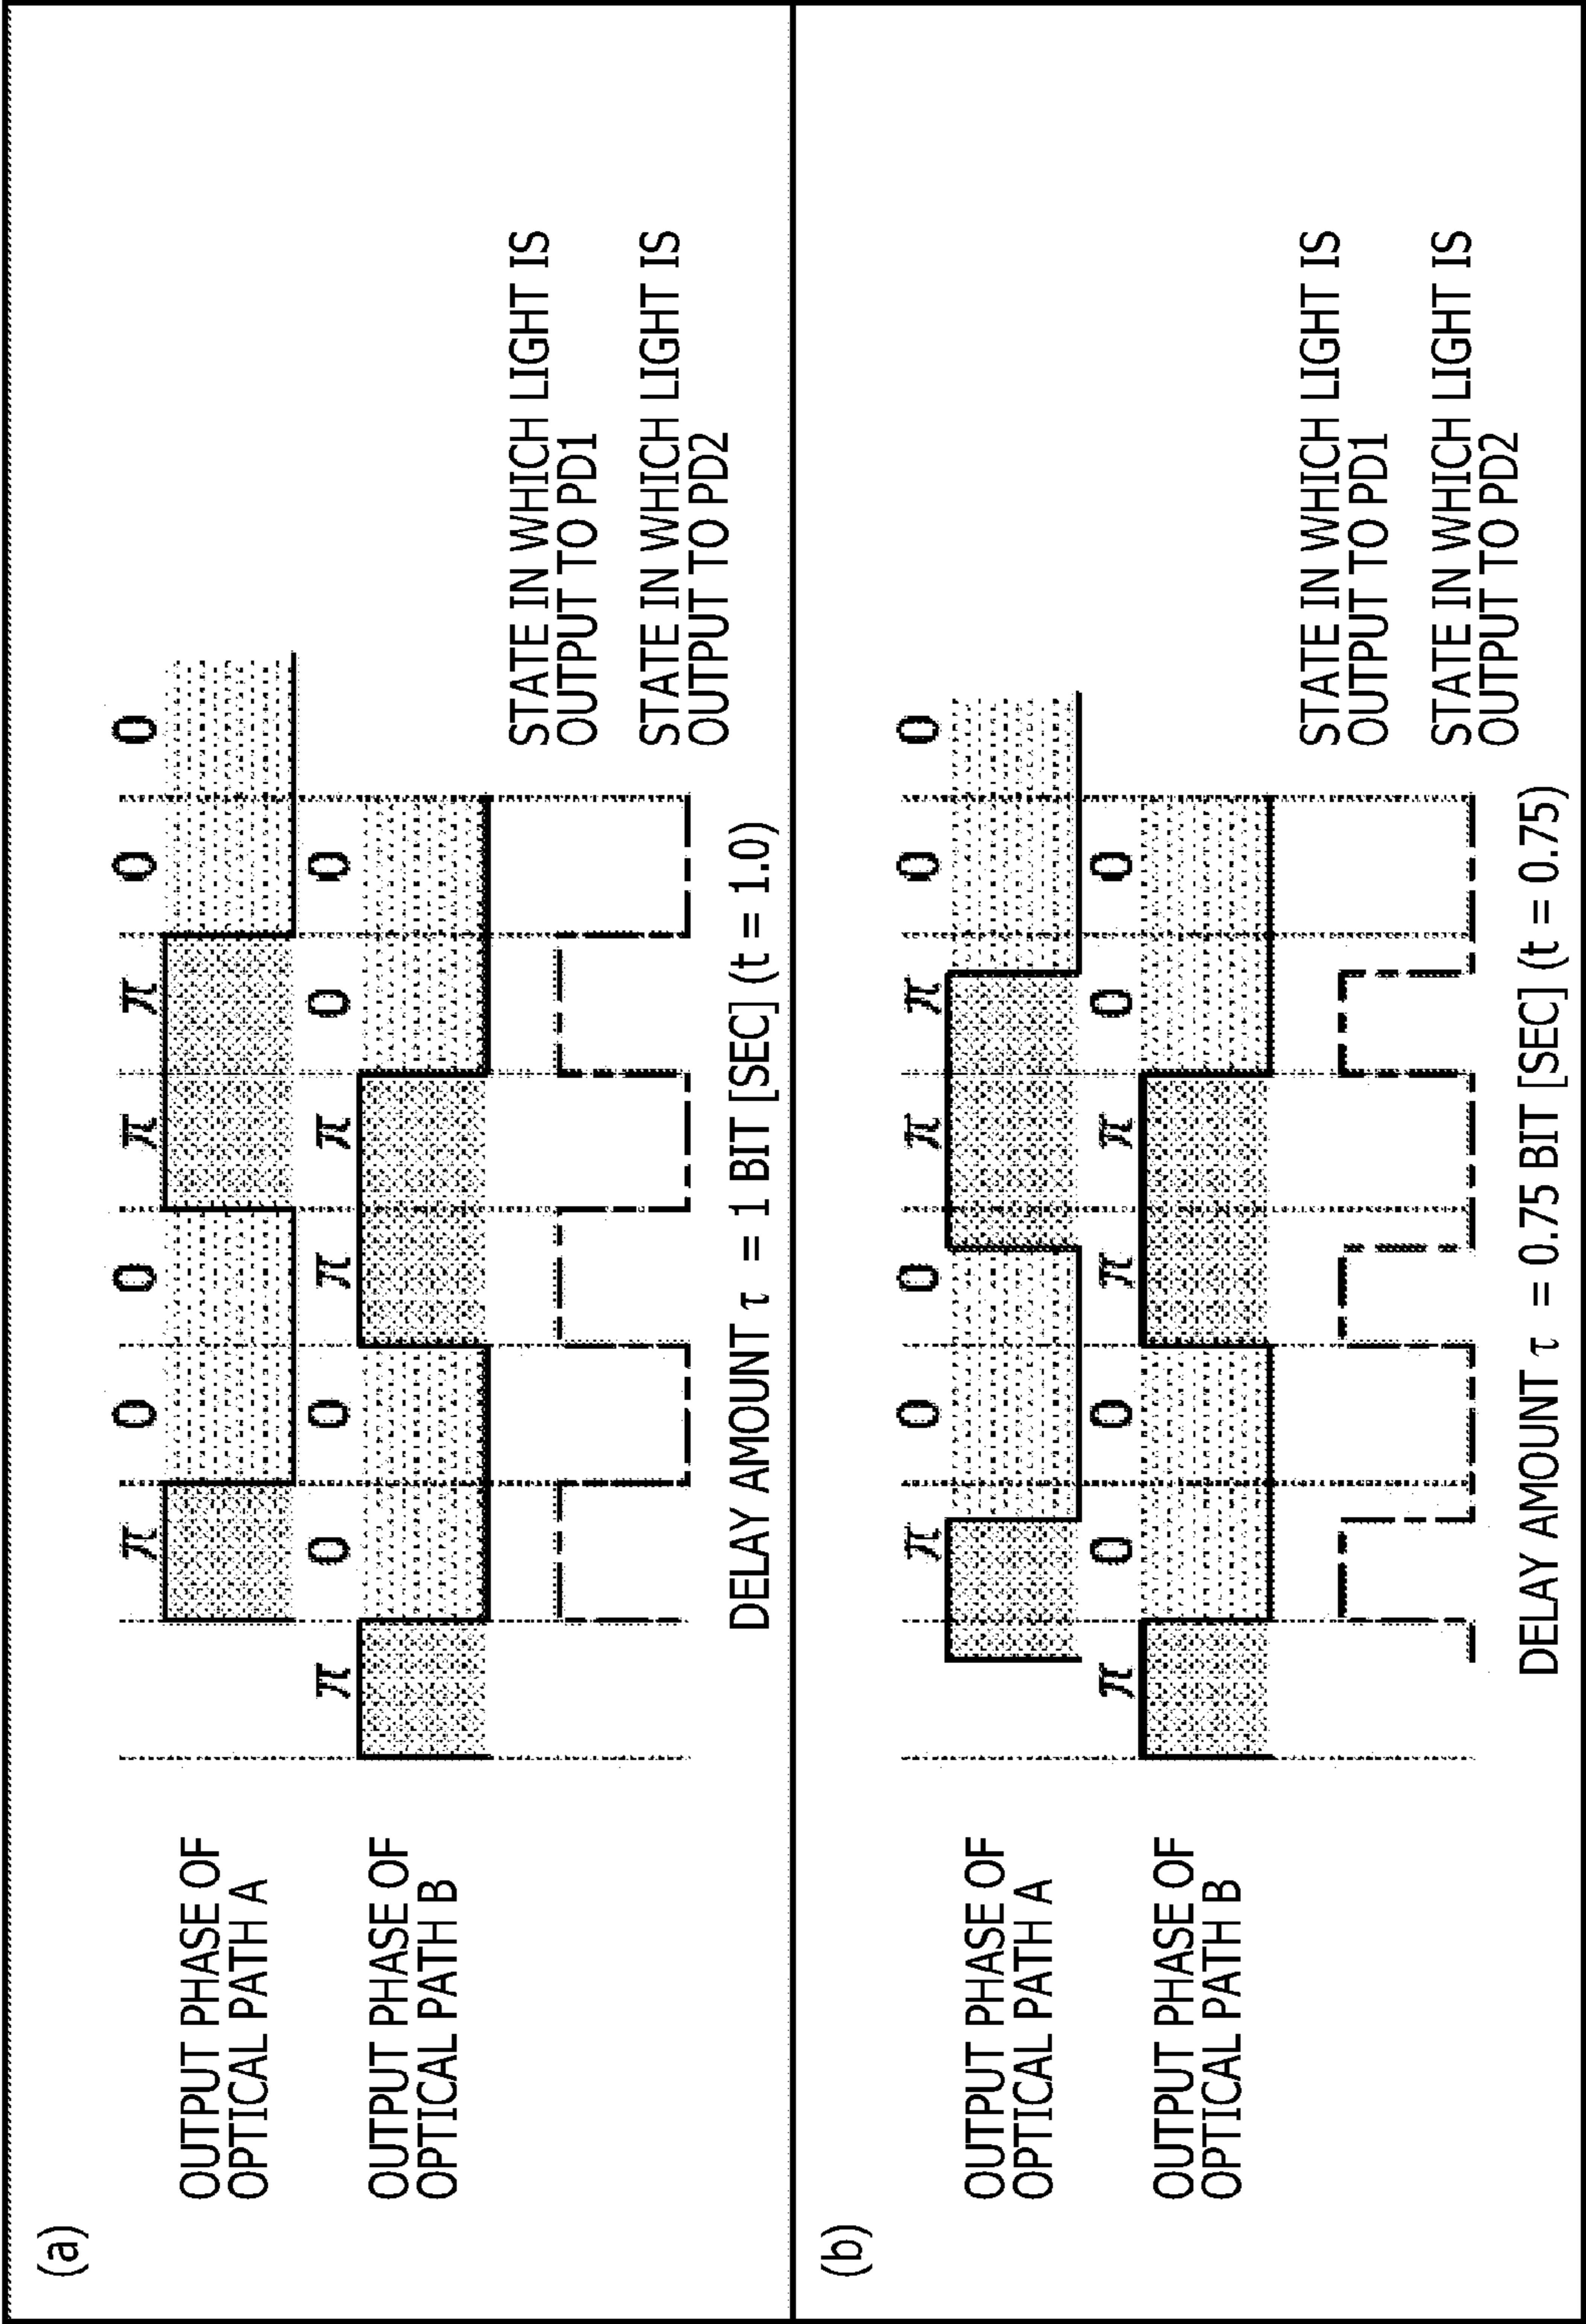 (a)
OUTPUT PHASE OF
OPTICAL PATH A
π 0 0 π π 0 0
OUTPUT PHASE OF
OPTICAL PATH B
π 0 0 π π 0 0
STATE IN WHICH LIGHT IS
OUTPUT TO PD1
STATE IN WHICH LIGHT IS
OUTPUT TO PD2
DELAY AMOUNT τ = 1 BIT [SEC] (t = 1.0)
(b)
OUTPUT PHASE OF
OPTICAL PATH A
π 0 0 π π 0 0
OUTPUT PHASE OF
OPTICAL PATH B
π 0 0 π π 0 0
STATE IN WHICH LIGHT IS
OUTPUT TO PD1
STATE IN WHICH LIGHT IS
OUTPUT TO PD2
DELAY AMOUNT τ = 0.75 BIT [SEC] (t = 0.75)